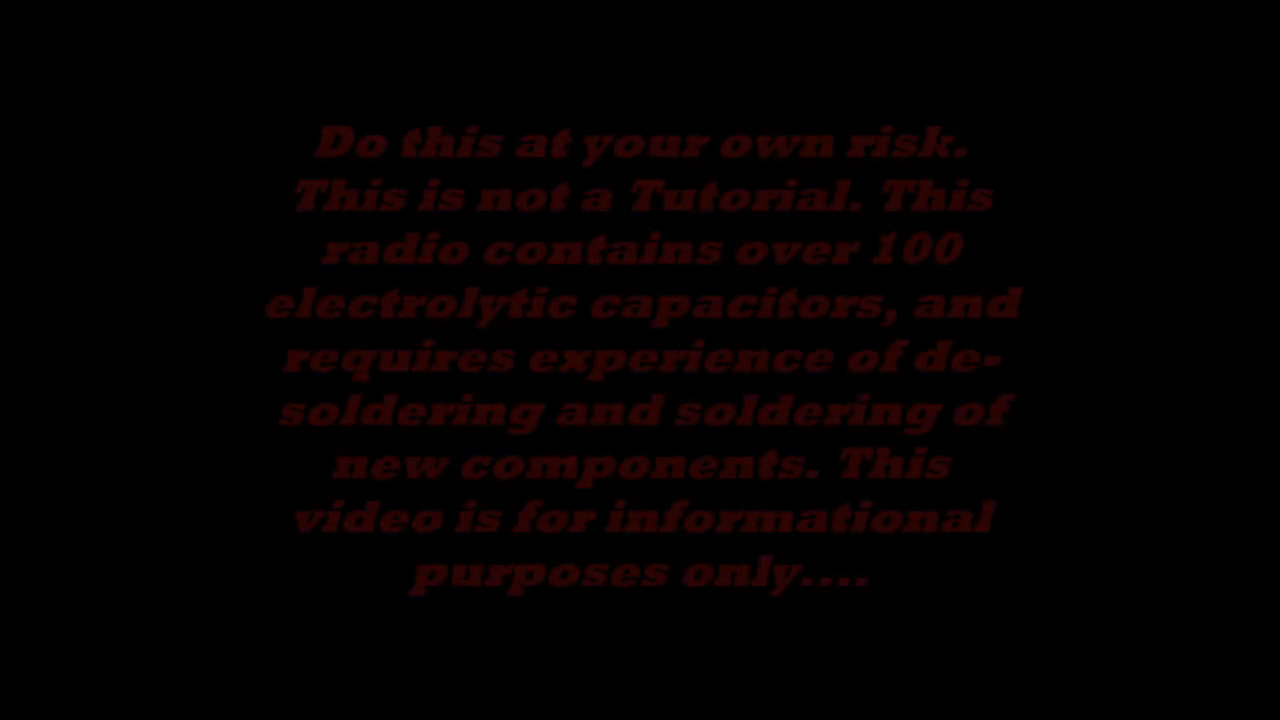 Do this at your own risk.
This is not a Tutorial. This
radio contains over 100
electrolytic capacitors, and
requires experience of de-
soldering and soldering of
new components. This
video is for informational
purposes only....